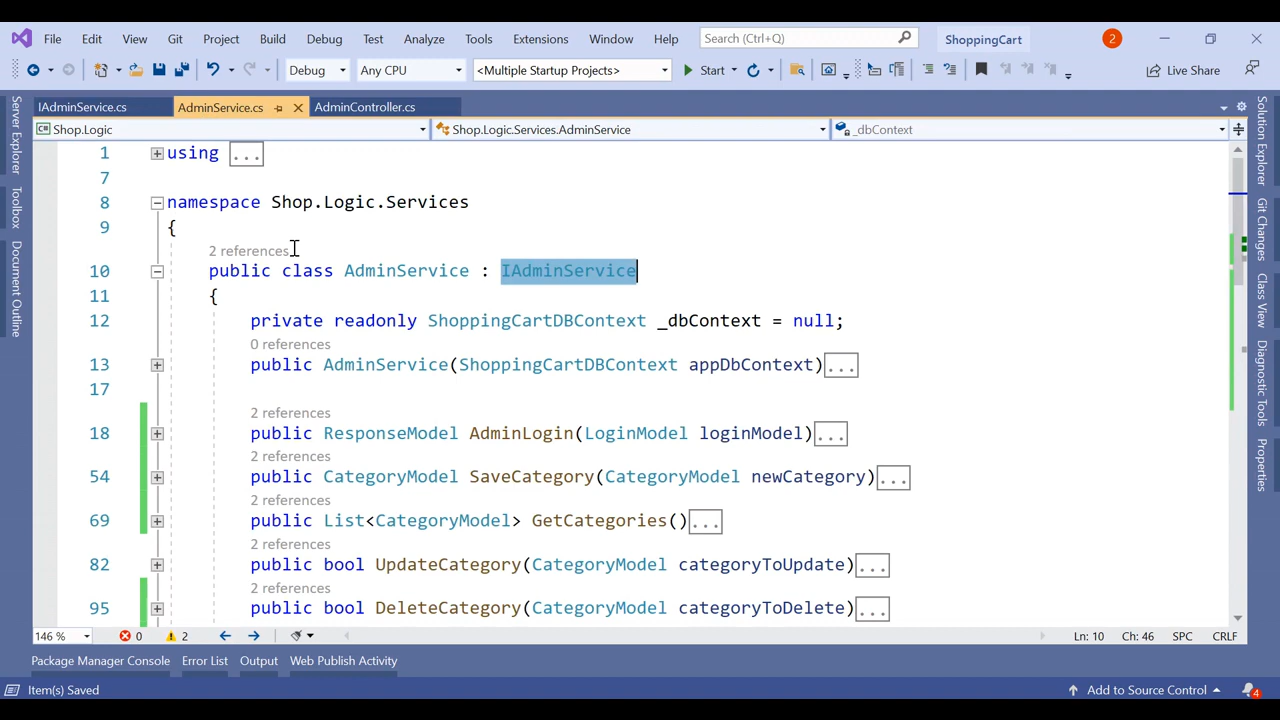 File Edit View Git Project Build Debug Test Analyze Tools Extensions Window Help Search (Ctrl+Q) ShoppingCart 2
Debug Any CPU <Multiple Startup Projects> Start Live Share
IAdminService.cs AdminService.cs AdminController.cs
Shop.Logic Shop.Logic.Services.AdminService _dbContext
Server Explorer
Toolbox
Document Outline
1 using ...
7
8 namespace Shop.Logic.Services
9 {
2 references
10 public class AdminService : IAdminService
11 {
12 private readonly ShoppingCartDBContext _dbContext = null;
0 references
13 public AdminService(ShoppingCartDBContext appDbContext)...
17
2 references
18 public ResponseModel AdminLogin(LoginModel loginModel)...
2 references
54 public CategoryModel SaveCategory(CategoryModel newCategory)...
2 references
69 public List<CategoryModel> GetCategories()...
2 references
82 public bool UpdateCategory(CategoryModel categoryToUpdate)...
2 references
95 public bool DeleteCategory(CategoryModel categoryToDelete)...
Solution Explorer
Git Changes
Class View
Diagnostic Tools
Properties
146 % 0 2 Ln: 10 Ch: 46 SPC CRLF
Package Manager Console Error List Output Web Publish Activity
Item(s) Saved Add to Source Control 4